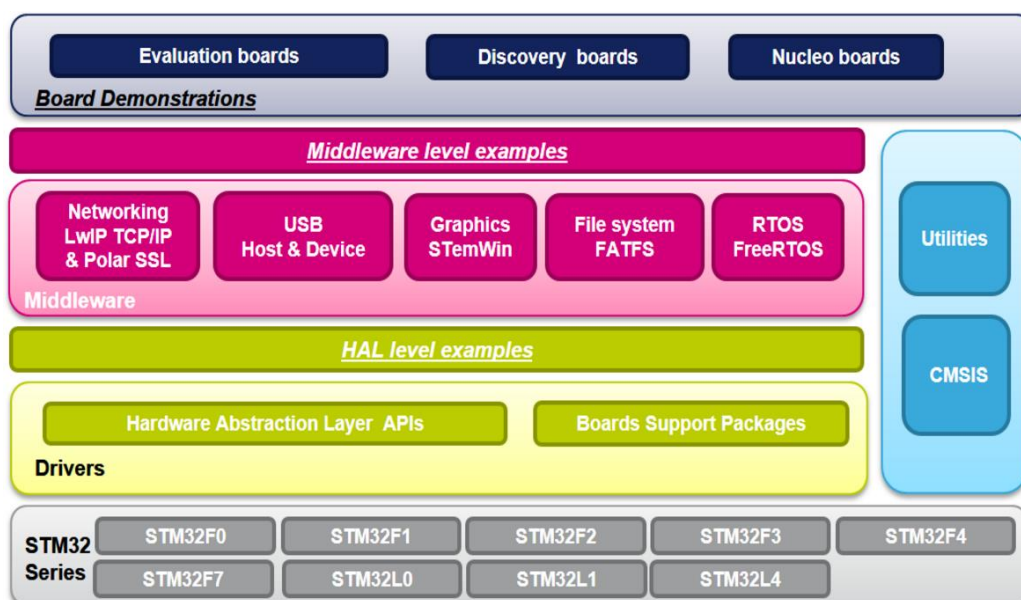 Evaluation boards
Discovery boards
Nucleo boards
Board Demonstrations
Middleware level examples
Networking
LwIP TCP/IP
& Polar SSL
USB
Host & Device
Graphics
STemWin
File system
FATFS
RTOS
FreeRTOS
Middleware
Utilities
CMSIS
HAL level examples
Hardware Abstraction Layer APIs
Boards Support Packages
Drivers
STM32
Series
STM32F0
STM32F1
STM32F2
STM32F3
STM32F4
STM32F7
STM32L0
STM32L1
STM32L4